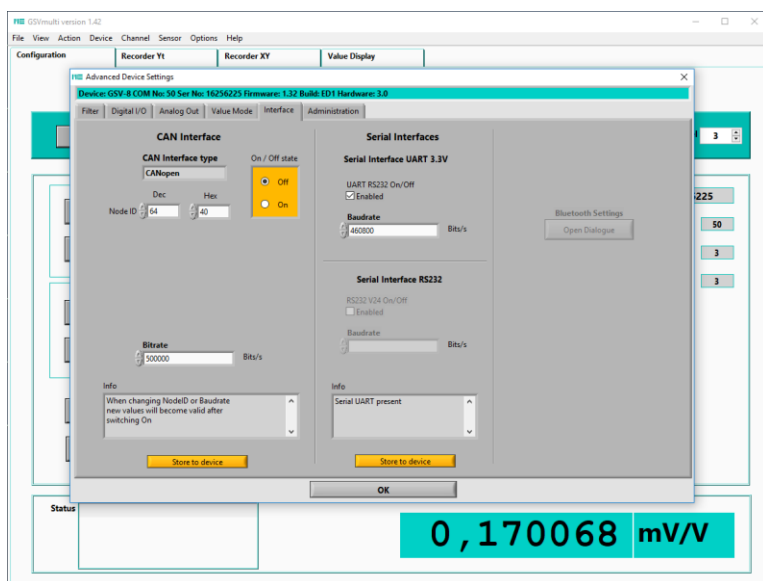 GSVmulti version 1.42
File View Action Device Channel Sensor Options Help
Configuration Recorder Yt Recorder XY Value Display
Advanced Device Settings
Device: GSV-8 COM No: 50 Ser No: 16256225 Firmware: 1.32 Build: ED1 Hardware: 3.0
Filter Digital I/O Analog Out Value Mode Interface Administration
CAN Interface
CAN Interface type
CANopen
On / Off state
Off
On
Dec Hex
Node ID 64 40
Bitrate
500000 Bits/s
Info
When changing NodeID or Baudrate
new values will become valid after
switching On
Store to device
Serial Interfaces
Serial Interface UART 3.3V
UART RS232 On/Off
Enabled
Baudrate
460800 Bits/s
Serial Interface RS232
RS232 V24 On/Off
Enabled
Baudrate
Bits/s
Info
Serial UART present
Store to device
Bluetooth Settings
Open Dialogue
OK
3
225
50
3
3
Status
0,170068 mV/V